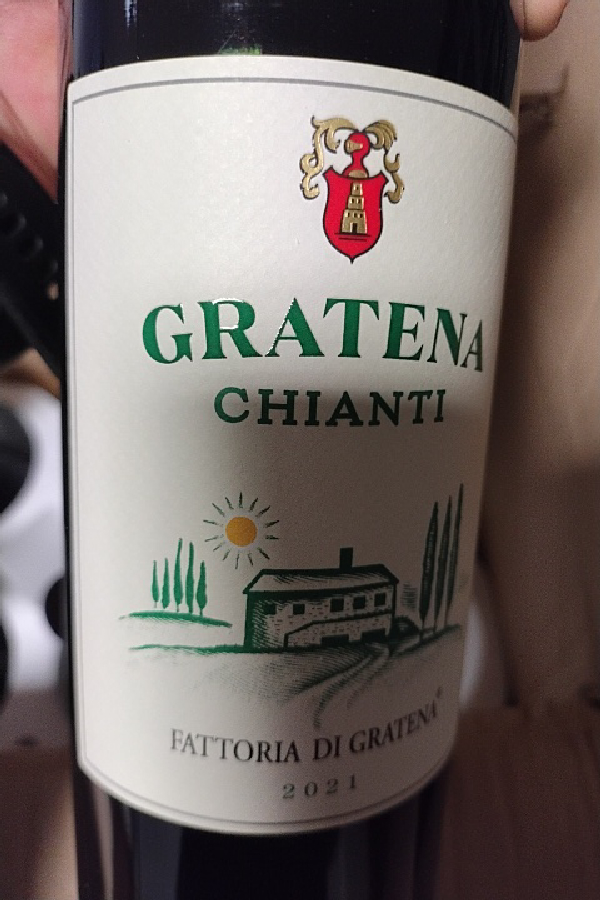 GRATENA
CHIANTI
FATTORIA DI GRATENA®
2021